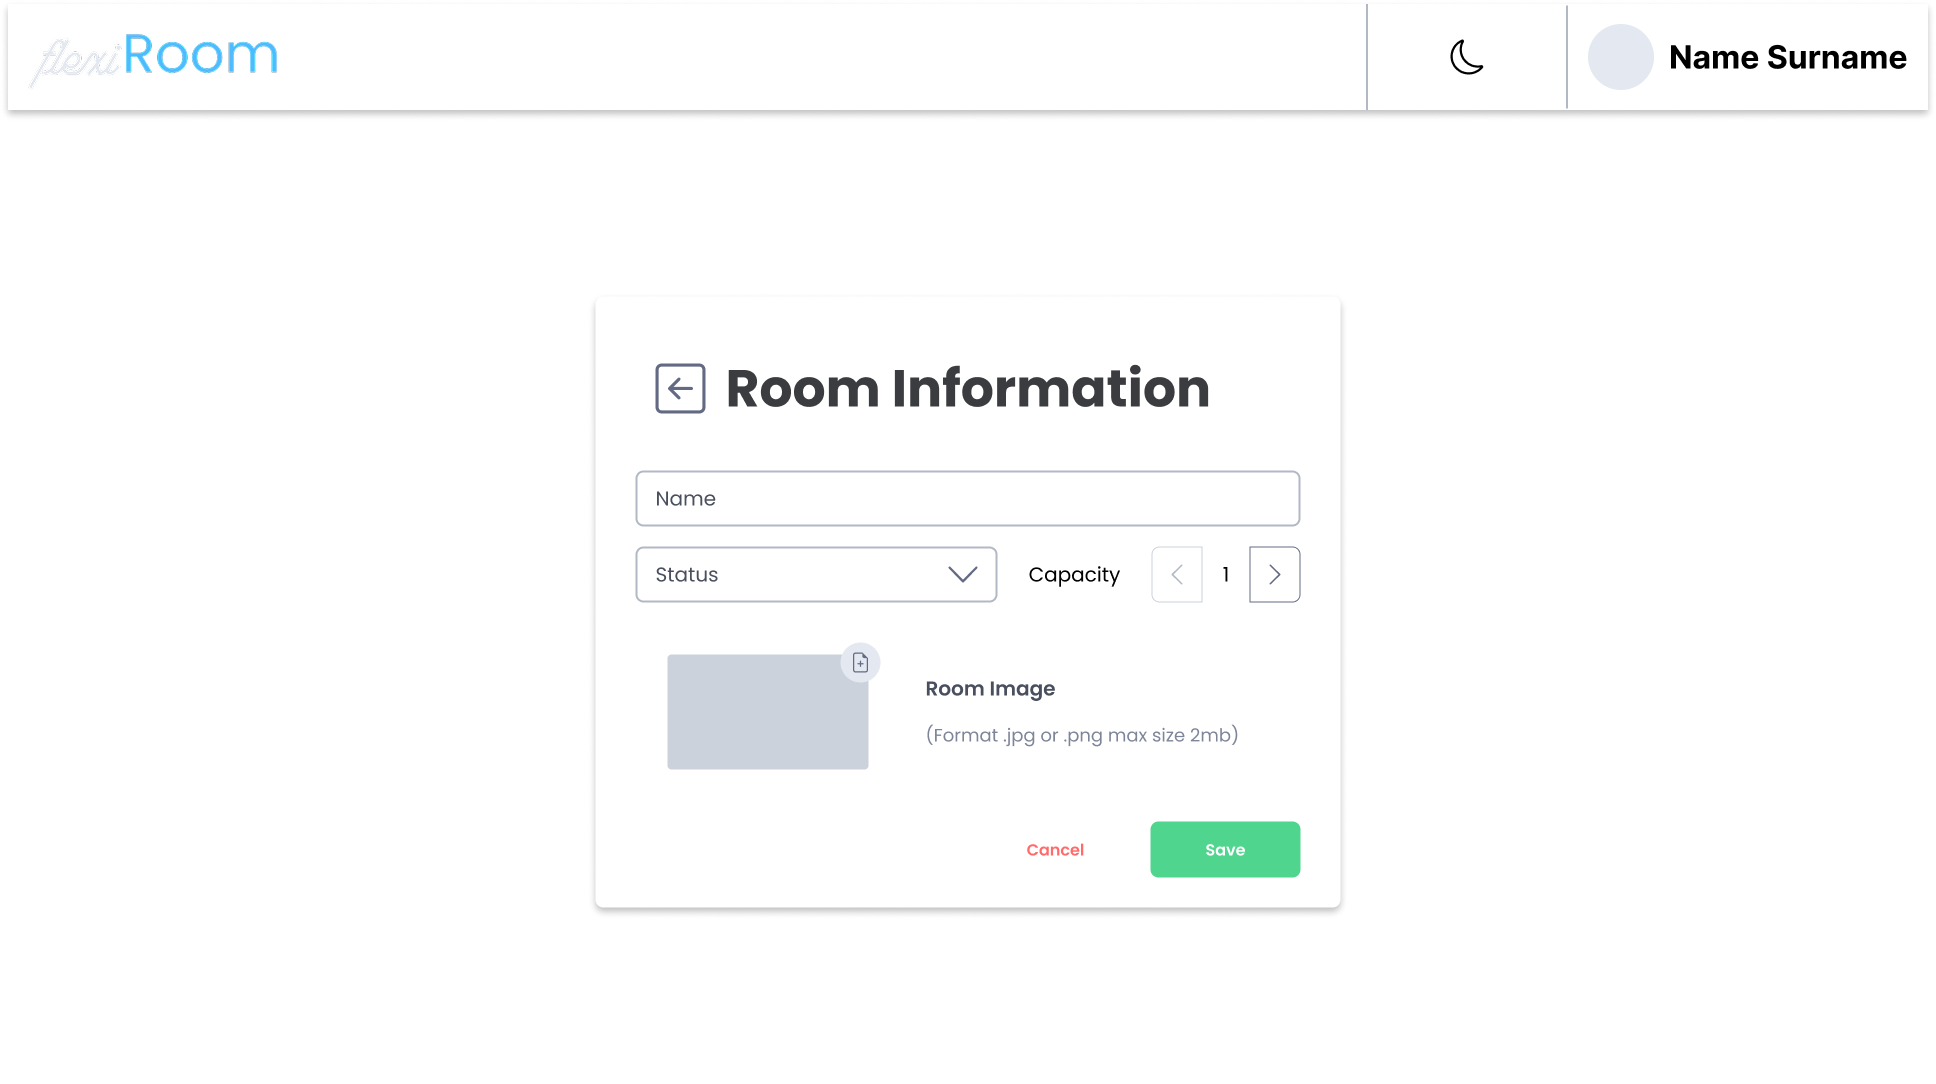 flexiRoom
Name Surname
Room Information
Name
Status
Capacity
1
Room Image
(Format .jpg or .png max size 2mb)
Cancel
Save